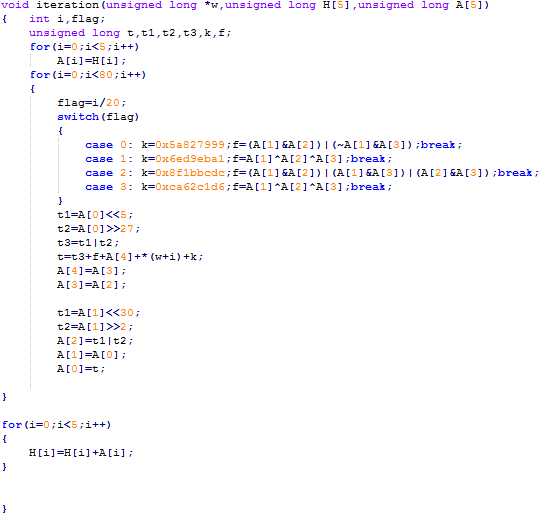 void iteration(unsigned long *w,unsigned long H[5],unsigned long A[5])
{   int i,flag;
    unsigned long t,t1,t2,t3,k,f;
    for(i=0;i<5;i++)
        A[i]=H[i];
    for(i=0;i<80;i++)
    {
        flag=i/20;
        switch(flag)
        {
            case 0: k=0x5a827999;f=(A[1]&A[2])|(~A[1]&A[3]);break;
            case 1: k=0x6ed9eba1;f=A[1]^A[2]^A[3];break;
            case 2: k=0x8f1bbcdc;f=(A[1]&A[2])|(A[1]&A[3])|(A[2]&A[3]);break;
            case 3: k=0xca62c1d6;f=A[1]^A[2]^A[3];break;
        }
        t1=A[0]<<5;
        t2=A[0]>>27;
        t3=t1|t2;
        t=t3+f+A[4]+*(w+i)+k;
        A[4]=A[3];
        A[3]=A[2];

        t1=A[1]<<30;
        t2=A[1]>>2;
        A[2]=t1|t2;
        A[1]=A[0];
        A[0]=t;

}

for(i=0;i<5;i++)
{
    H[i]=H[i]+A[i];
}


}